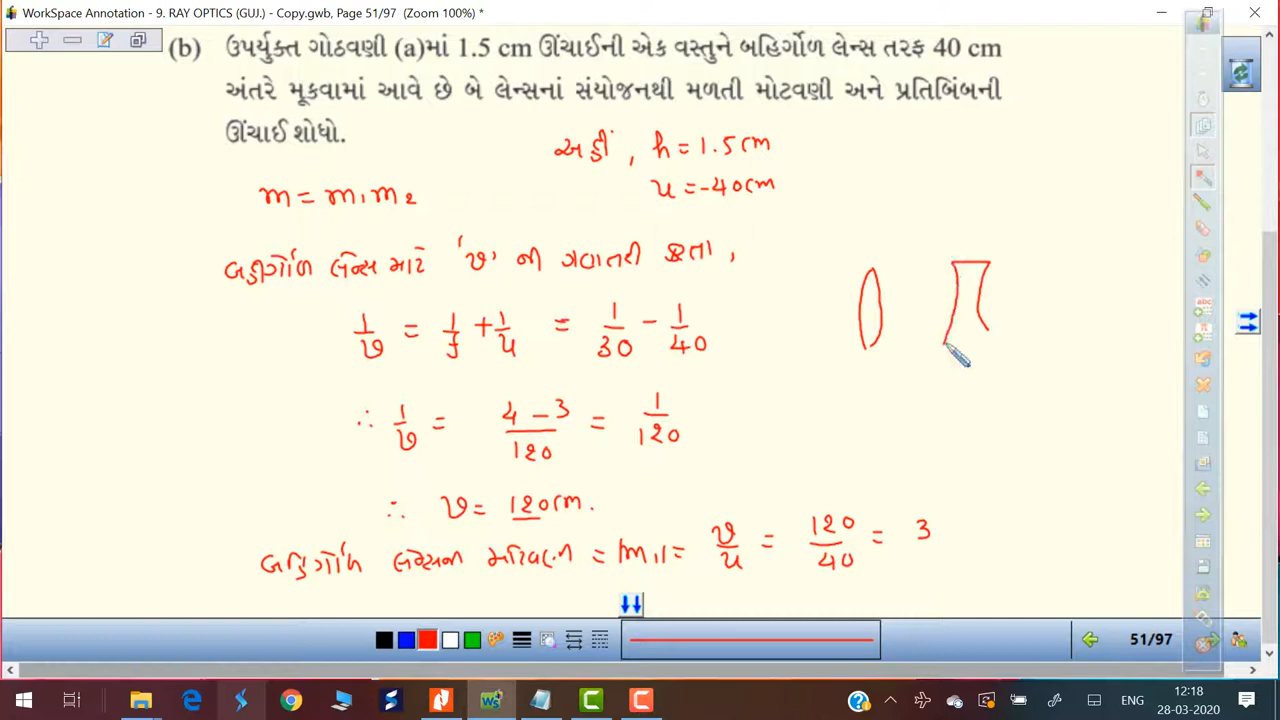 WorkSpace Annotation - 9. RAY OPTICS (GUJ.) - Copy.gwb, Page 51/97 (Zoom 100%) *
(b) ઉપર્યુક્ત ગોઠવણી (a)માં 1.5 cm ઊંચાઈની એક વસ્તુને બહિર્ગોળ લેન્સ તરફ 40 cm
અંતરે મૂકવામાં આવે છે બે લેન્સનાં સંયોજનથી મળતી મોટવણી અને પ્રતિબિંબની
ઊંચાઈ શોધો.
અહીં , h = 1.5 cm
u = -40 cm
m = m₁ m₂
બહીર્ગોળ લેન્સ માટે 'v' ની ગણતરી કરતા ,
1/v = 1/f + 1/u = 1/30 - 1/40
∴ 1/v = 4 - 3/120 = 1/120
∴ v = 120 cm.
બહિર્ગોળ લેન્સની મોટવણી = m₁ = v/u = 120/40 = 3
abc
51/97
ENG
12:18
28-03-2020